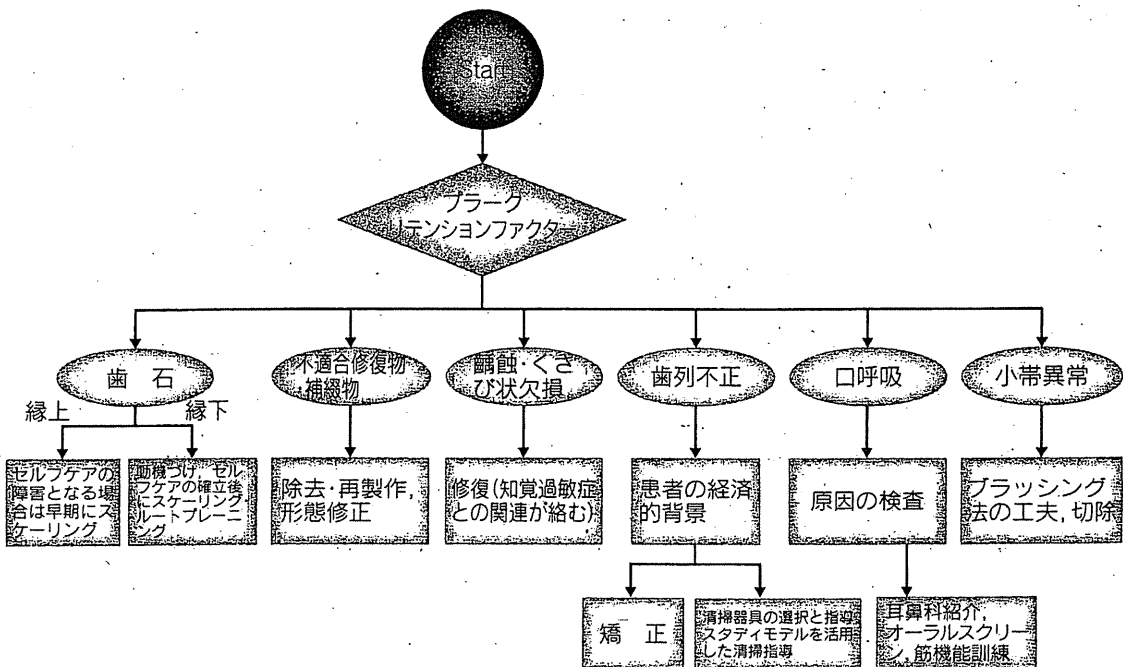 Start
プラーク
リテンションファクター
歯 石
不適合修復物
・補綴物
齲蝕・くさ
び状欠損
歯列不正
口呼吸
小帯異常
縁上
縁下
セルフケアの
障害となる場
合は早期にス
ケーリング
動機づけ セル
フケアの確立後
スケーリング
ルートプレーニ
ング
除去・再製作,
形態修正
修復(知覚過敏症
との関連が絡む)
患者の経済
的背景
原因の検査
ブラッシング
法の工夫,切除
矯 正
清掃器具の選択と指導
スタディモデルを活用
した清掃指導
耳鼻科紹介,
オーラルスクリー
ン,筋機能訓練